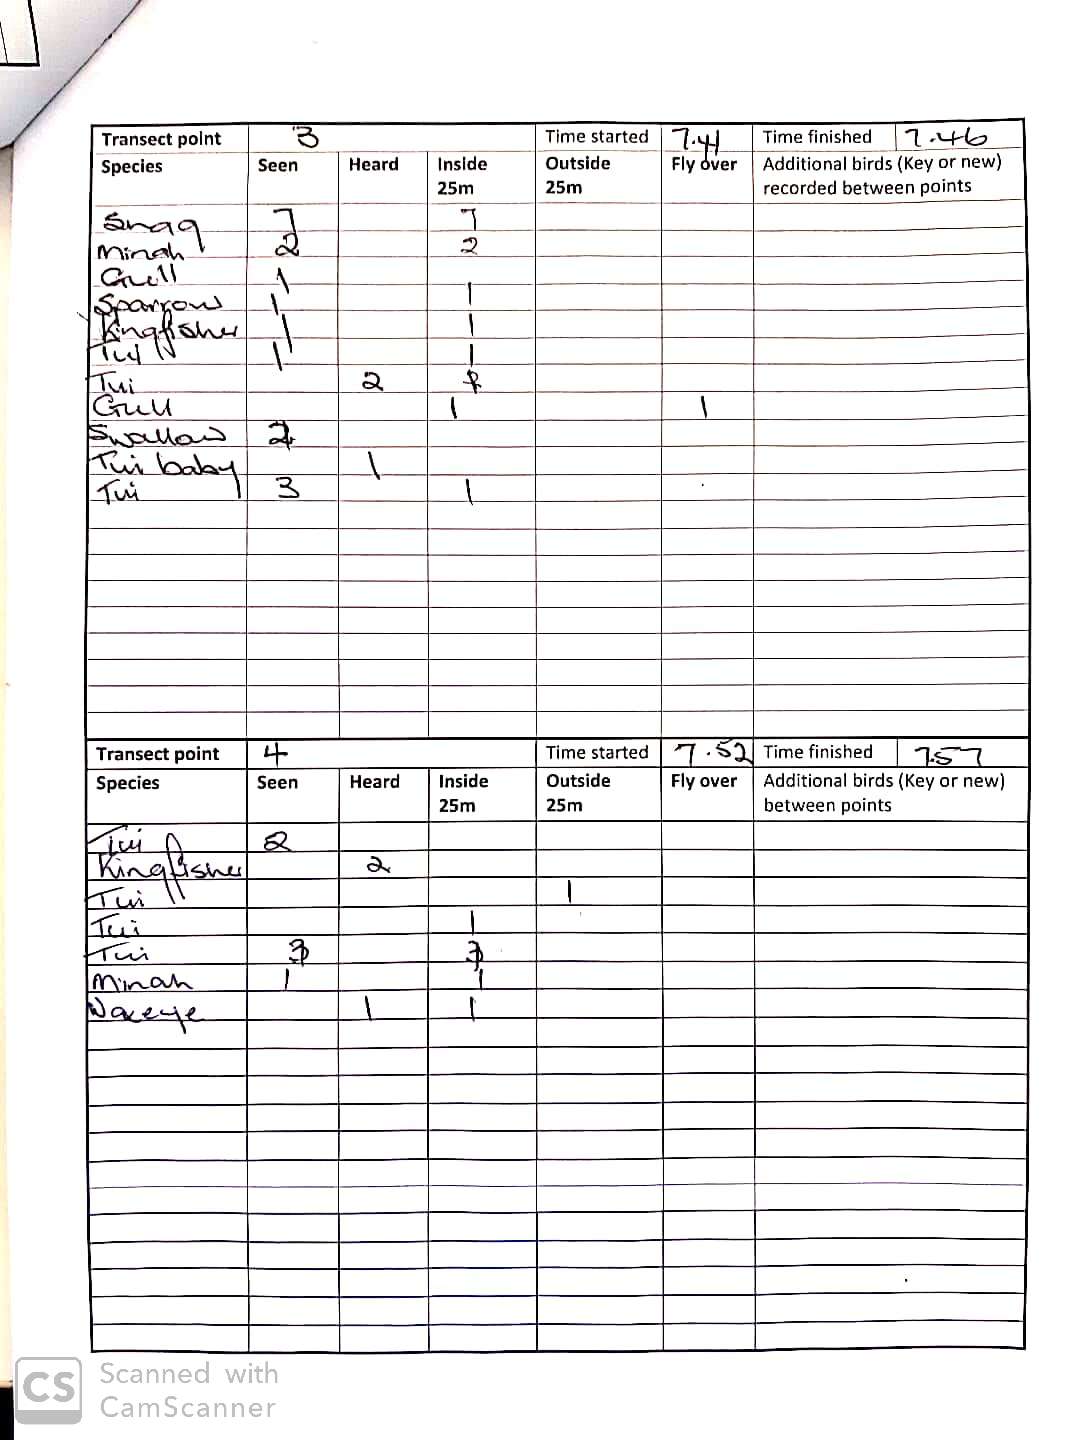 Transect point 3 Time started 7.41 Time finished 7.46
Species Seen Heard Inside 25m Outside 25m Fly over Additional birds (Key or new) recorded between points
Shag 7 7
Minah 2 2
Gull 1
Sparrow 1 1
Kingfisher 1 1
Tui 1 1
Tui 2
Gull 1 1
Swallow 2
Tui baby 1
Tui 3 1
Transect point 4 Time started 7.52 Time finished 7.57
Species Seen Heard Inside 25m Outside 25m Fly over Additional birds (Key or new) between points
Tui 2
Kingfisher 2
Tui 1
Tui 1
Tui 3 3
Minah 1 1
Waxeye 1 1
CS Scanned with
CamScanner